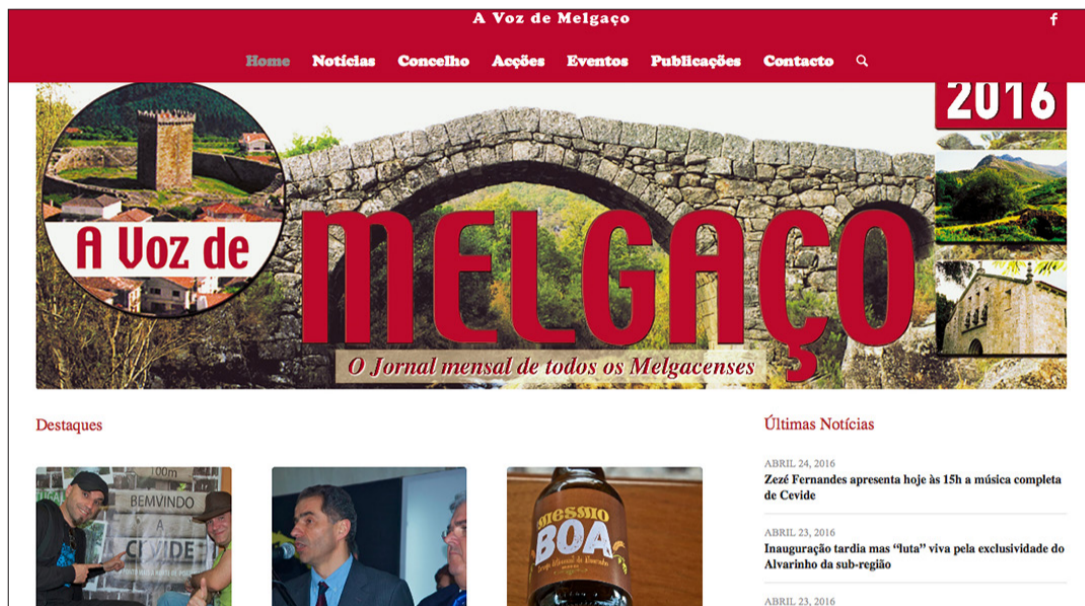 A Voz de Melgaço
f
Home Notícias Concelho Acções Eventos Publicações Contacto
2016
A Voz de
MELGAÇO
O Jornal mensal de todos os Melgacenses
Destaques
Últimas Notícias
100m
BEMVINDO
A
CEVIDE
MESMO
BOA
ABRIL 24, 2016
Zezé Fernandes apresenta hoje às 15h a música completa
de Cevide
ABRIL 23, 2016
Inauguração tardia mas “luta” viva pela exclusividade do
Alvarinho da sub-região
ABRIL 23, 2016